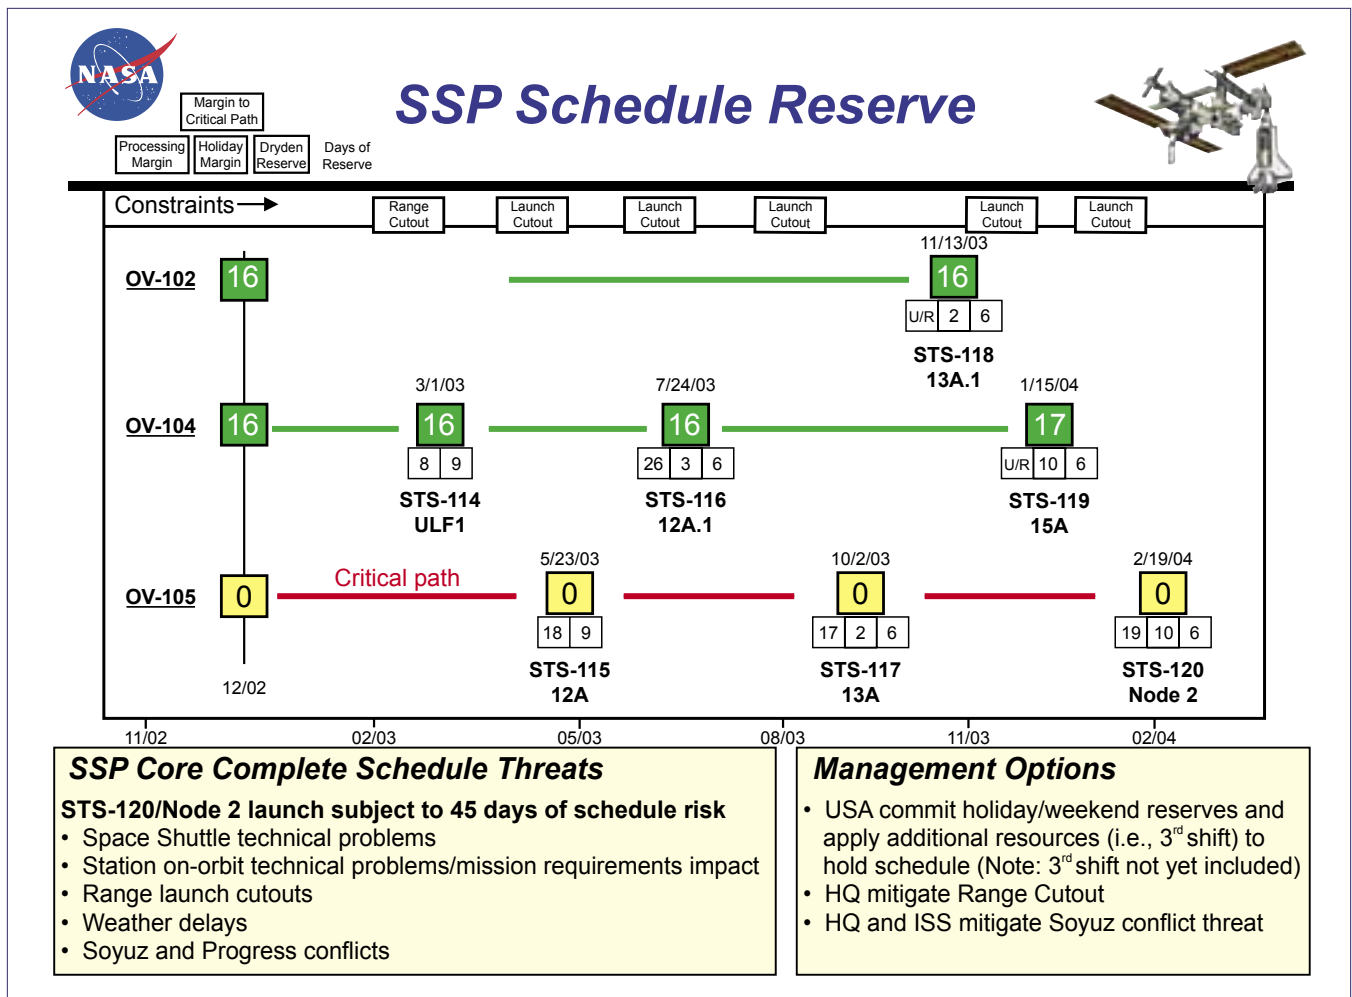 NASA
SSP Schedule Reserve
Margin to
Critical Path
Processing
Margin
Holiday
Margin
Dryden
Reserve
Days of
Reserve
Constraints
Range
Cutout
Launch
Cutout
Launch
Cutout
Launch
Cutout
Launch
Cutout
Launch
Cutout
OV-102
16
11/13/03
16
U/R 2 6
STS-118
13A.1
OV-104
16
3/1/03
16
8 9
STS-114
ULF1
7/24/03
16
26 3 6
STS-116
12A.1
1/15/04
17
U/R 10 6
STS-119
15A
OV-105
0
Critical path
5/23/03
0
18 9
STS-115
12A
10/2/03
0
17 2 6
STS-117
13A
2/19/04
0
19 10 6
STS-120
Node 2
12/02
11/02 02/03 05/03 08/03 11/03 02/04
SSP Core Complete Schedule Threats
STS-120/Node 2 launch subject to 45 days of schedule risk
• Space Shuttle technical problems
• Station on-orbit technical problems/mission requirements impact
• Range launch cutouts
• Weather delays
• Soyuz and Progress conflicts
Management Options
• USA commit holiday/weekend reserves and
apply additional resources (i.e., 3rd shift) to
hold schedule (Note: 3rd shift not yet included)
• HQ mitigate Range Cutout
• HQ and ISS mitigate Soyuz conflict threat